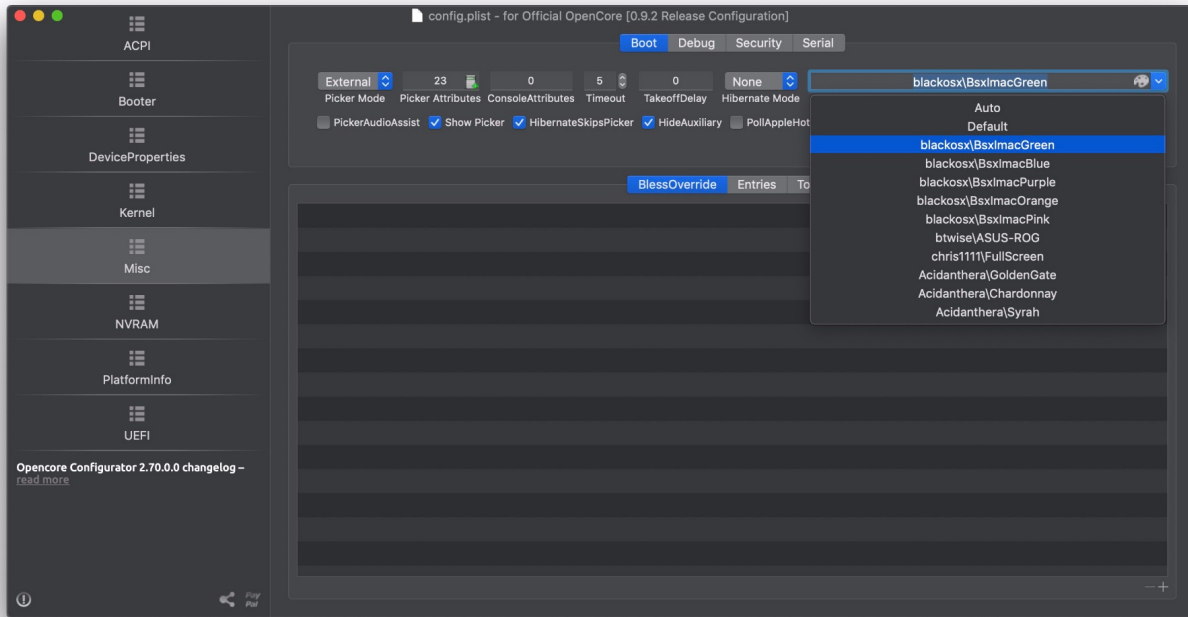 config.plist - for Official OpenCore [0.9.2 Release Configuration]
ACPI
Booter
DeviceProperties
Kernel
Misc
NVRAM
PlatformInfo
UEFI
Opencore Configurator 2.70.0.0 changelog –
read more
Pay
Pal
Boot Debug Security Serial
External 23 0 5 0 None blackosx\BsxImacGreen
Picker Mode Picker Attributes ConsoleAttributes Timeout TakeoffDelay Hibernate Mode
PickerAudioAssist Show Picker HibernateSkipsPicker HideAuxiliary PollAppleHot
Auto
Default
blackosx\BsxImacGreen
blackosx\BsxImacBlue
blackosx\BsxImacPurple
blackosx\BsxImacOrange
blackosx\BsxImacPink
btwise\ASUS-ROG
chris1111\FullScreen
Acidanthera\GoldenGate
Acidanthera\Chardonnay
Acidanthera\Syrah
BlessOverride Entries To